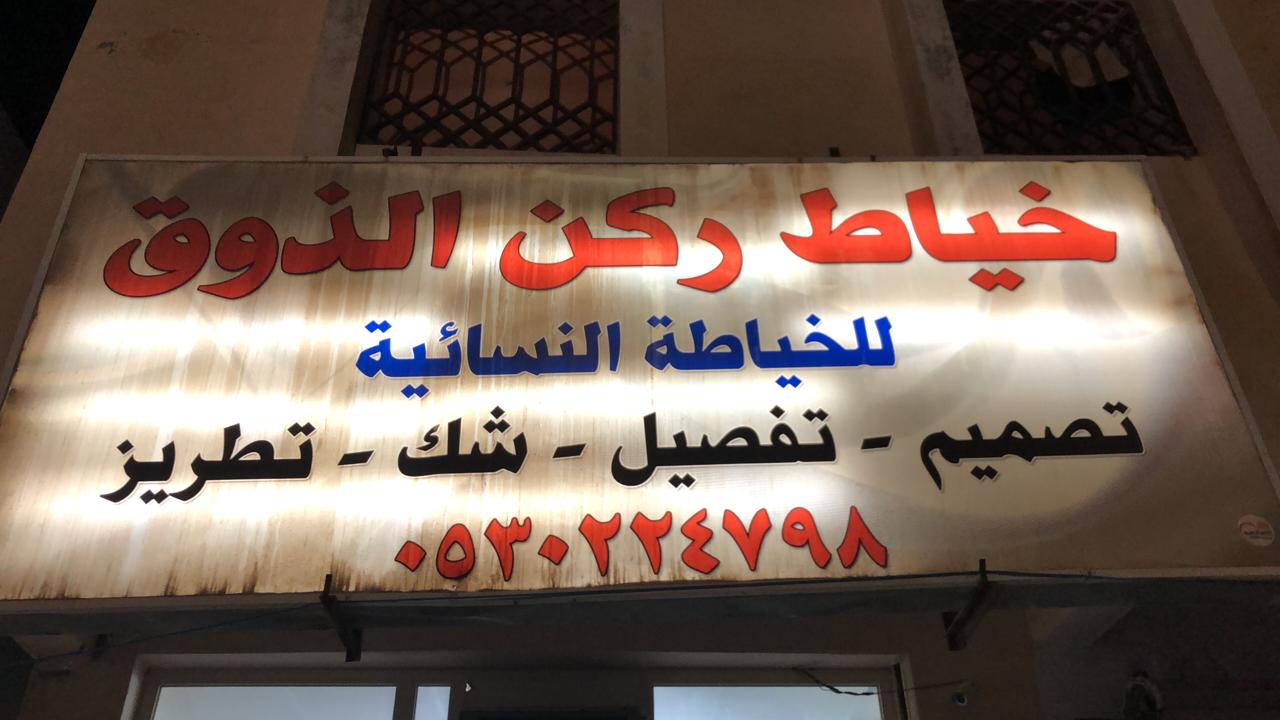 خياط ركن الذوق
للخياطة النسائية
تصميم - تفصيل - شك - تطريز
٠٥٣٠٢٢٤٧٩٨